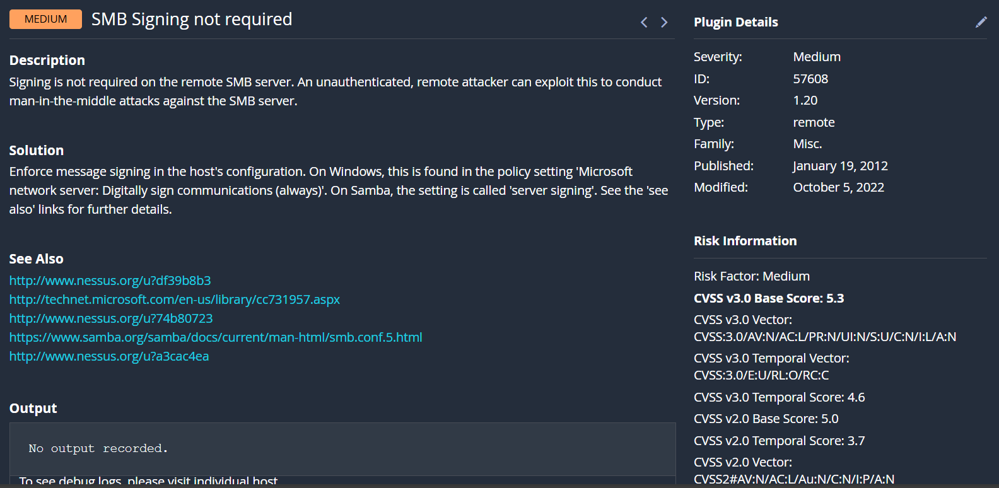 MEDIUM SMB Signing not required
Description
Signing is not required on the remote SMB server. An unauthenticated, remote attacker can exploit this to conduct
man-in-the-middle attacks against the SMB server.
Solution
Enforce message signing in the host's configuration. On Windows, this is found in the policy setting 'Microsoft
network server: Digitally sign communications (always)'. On Samba, the setting is called 'server signing'. See the 'see
also' links for further details.
See Also
http://www.nessus.org/u?df39b8b3
http://technet.microsoft.com/en-us/library/cc731957.aspx
http://www.nessus.org/u?74b80723
https://www.samba.org/samba/docs/current/man-html/smb.conf.5.html
http://www.nessus.org/u?a3cac4ea
Output
No output recorded.
To see debug logs, please visit individual host
Plugin Details
Severity: Medium
ID: 57608
Version: 1.20
Type: remote
Family: Misc.
Published: January 19, 2012
Modified: October 5, 2022
Risk Information
Risk Factor: Medium
CVSS v3.0 Base Score: 5.3
CVSS v3.0 Vector:
CVSS:3.0/AV:N/AC:L/PR:N/UI:N/S:U/C:N/I:L/A:N
CVSS v3.0 Temporal Vector:
CVSS:3.0/E:U/RL:O/RC:C
CVSS v3.0 Temporal Score: 4.6
CVSS v2.0 Base Score: 5.0
CVSS v2.0 Temporal Score: 3.7
CVSS v2.0 Vector:
CVSS2#AV:N/AC:L/Au:N/C:N/I:P/A:N